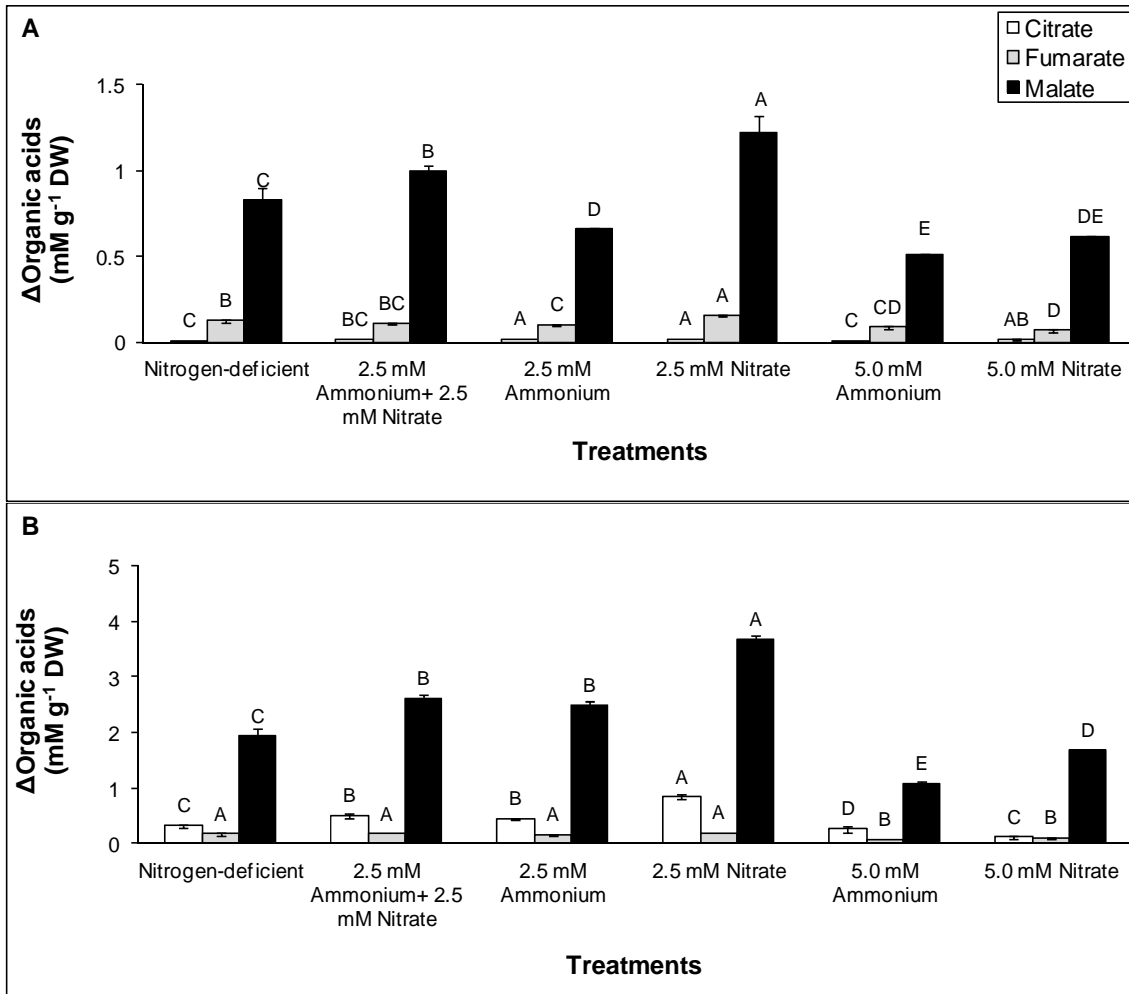 A
Citrate
Fumarate
Malate
ΔOrganic acids
(mM g-1 DW)
1.5
1
0.5
0
C B C
BC BC B
A C D
A A A
C CD E
AB D DE
Nitrogen-deficient
2.5 mM
Ammonium+ 2.5
mM Nitrate
2.5 mM
Ammonium
2.5 mM Nitrate
5.0 mM
Ammonium
5.0 mM Nitrate
Treatments
B
ΔOrganic acids
(mM g-1 DW)
5
4
3
2
1
0
C A C
B A B
B A B
A A A
D B E
C B D
Nitrogen-deficient
2.5 mM
Ammonium+ 2.5
mM Nitrate
2.5 mM
Ammonium
2.5 mM Nitrate
5.0 mM
Ammonium
5.0 mM Nitrate
Treatments